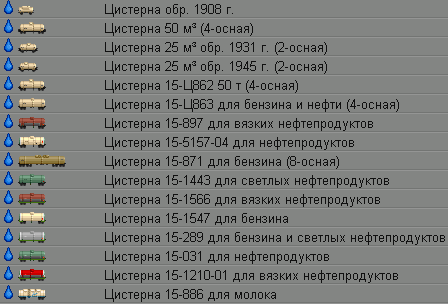 Цистерна обр. 1908 г.
Цистерна 50 м³ (4-осная)
Цистерна 25 м³ обр. 1931 г. (2-осная)
Цистерна 25 м³ обр. 1945 г. (2-осная)
Цистерна 15-Ц862 50 т (4-осная)
Цистерна 15-Ц863 для бензина и нефти (4-осная)
Цистерна 15-897 для вязких нефтепродуктов
Цистерна 15-5157-04 для нефтепродуктов
Цистерна 15-871 для бензина (8-осная)
Цистерна 15-1443 для светлых нефтепродуктов
Цистерна 15-1566 для вязких нефтепродуктов
Цистерна 15-1547 для бензина
Цистерна 15-289 для бензина и светлых нефтепродуктов
Цистерна 15-031 для нефтепродуктов
Цистерна 15-1210-01 для вязких нефтепродуктов
Цистерна 15-886 для молока